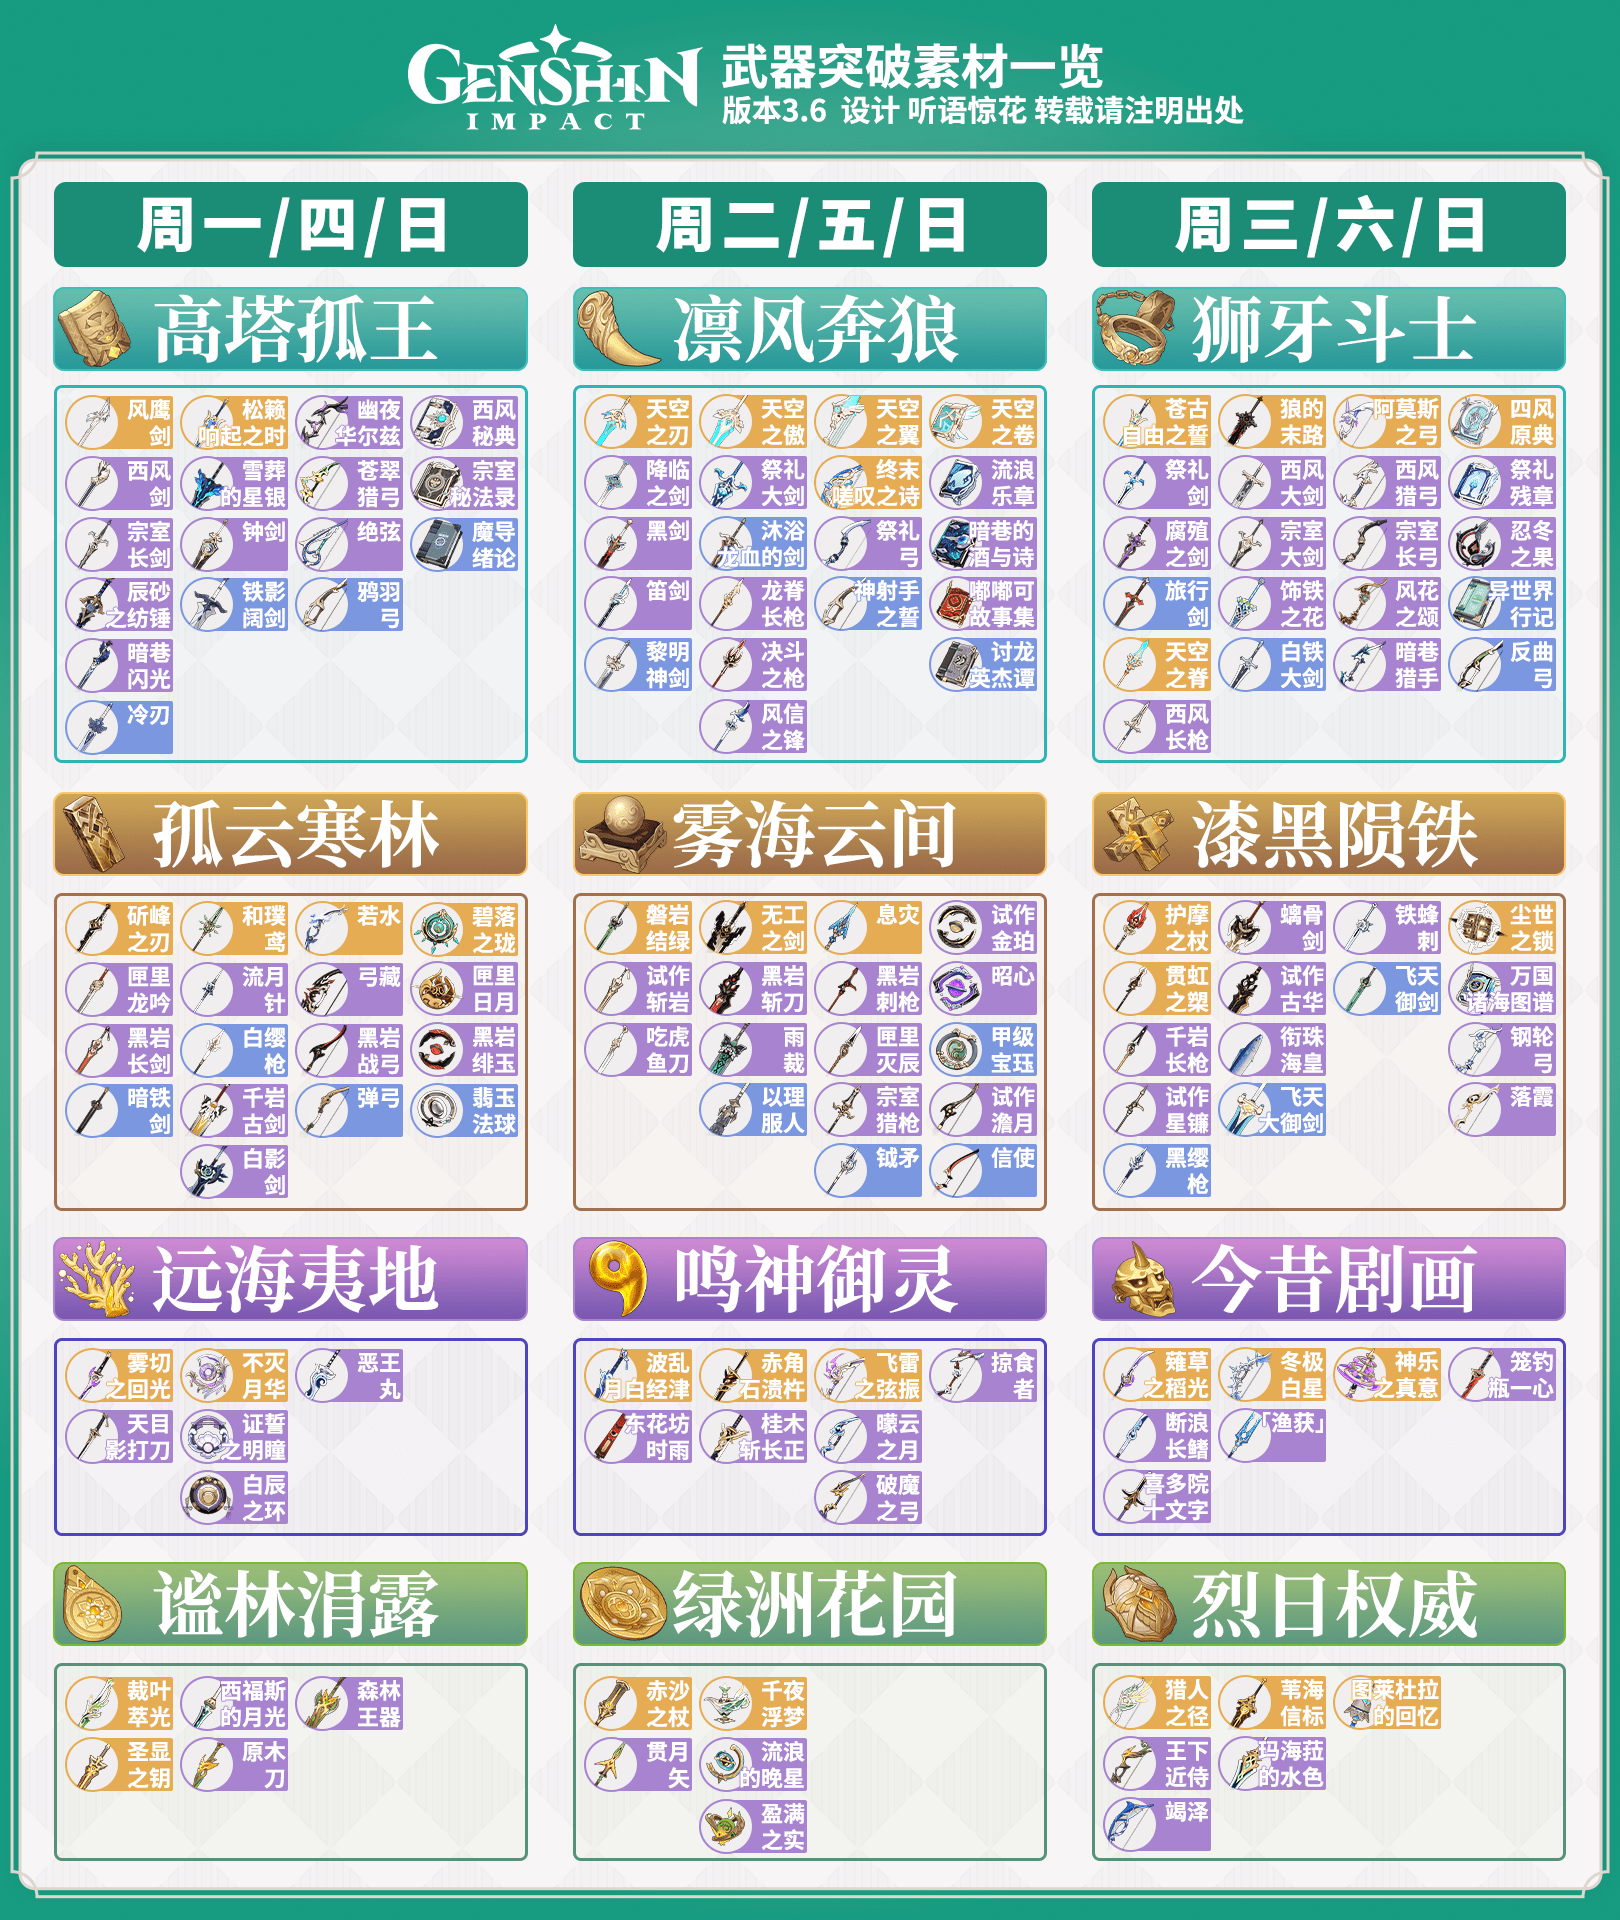 GENSHIN
IMPACT
武器突破素材一览
版本3.6 设计 听语惊花 转载请注明出处
周一/四/日
周二/五/日
周三/六/日
高塔孤王
凛风奔狼
狮牙斗士
风鹰
剑
松籁
响起之时
幽夜
华尔兹
西风
秘典
西风
剑
雪葬
的星银
苍翠
猎弓
宗室
秘法录
宗室
长剑
钟剑
绝弦
魔导
绪论
辰砂
之纺锤
铁影
阔剑
鸦羽
弓
暗巷
闪光
冷刃
天空
之刃
天空
之傲
天空
之翼
天空
之卷
降临
之剑
祭礼
大剑
终末
嗟叹之诗
流浪
乐章
黑剑
沐浴
龙血的剑
祭礼
弓
暗巷的
酒与诗
笛剑
龙脊
长枪
神射手
之誓
嘟嘟可
故事集
黎明
神剑
决斗
之枪
讨龙
英杰谭
风信
之锋
苍古
自由之誓
狼的
末路
阿莫斯
之弓
四风
原典
祭礼
剑
西风
大剑
西风
猎弓
祭礼
残章
腐殖
之剑
宗室
大剑
宗室
长弓
忍冬
之果
旅行
剑
饰铁
之花
风花
之颂
异世界
行记
天空
之脊
白铁
大剑
暗巷
猎手
反曲
弓
西风
长枪
孤云寒林
雾海云间
漆黑陨铁
斫峰
之刃
和璞
鸢
若水
碧落
之珑
匣里
龙吟
流月
针
弓藏
匣里
日月
黑岩
长剑
白缨
枪
黑岩
战弓
黑岩
绯玉
暗铁
剑
千岩
古剑
弹弓
翡玉
法球
白影
剑
磐岩
结绿
无工
之剑
息灾
试作
金珀
试作
斩岩
黑岩
斩刀
黑岩
刺枪
昭心
吃虎
鱼刀
雨
裁
匣里
灭辰
甲级
宝珏
以理
服人
宗室
猎枪
试作
澹月
钺矛
信使
护摩
之杖
螭骨
剑
铁蜂
刺
尘世
之锁
贯虹
之槊
试作
古华
飞天
御剑
万国
诸海图谱
千岩
长枪
衔珠
海皇
钢轮
弓
试作
星镰
飞天
大御剑
落霞
黑缨
枪
远海夷地
鸣神御灵
今昔剧画
雾切
之回光
不灭
月华
恶王
丸
天目
影打刀
证誓
之明瞳
白辰
之环
波乱
月白经津
赤角
石溃杵
飞雷
之弦振
掠食
者
东花坊
时雨
桂木
斩长正
曚云
之月
破魔
之弓
薙草
之稻光
冬极
白星
神乐
之真意
笼钓
瓶一心
断浪
长鳍
「渔获」
喜多院
十文字
谧林涓露
绿洲花园
烈日权威
裁叶
萃光
西福斯
的月光
森林
王器
圣显
之钥
原木
刀
赤沙
之杖
千夜
浮梦
贯月
矢
流浪
的晚星
盈满
之实
猎人
之径
苇海
信标
图莱杜拉
的回忆
王下
近侍
玛海菈
的水色
竭泽